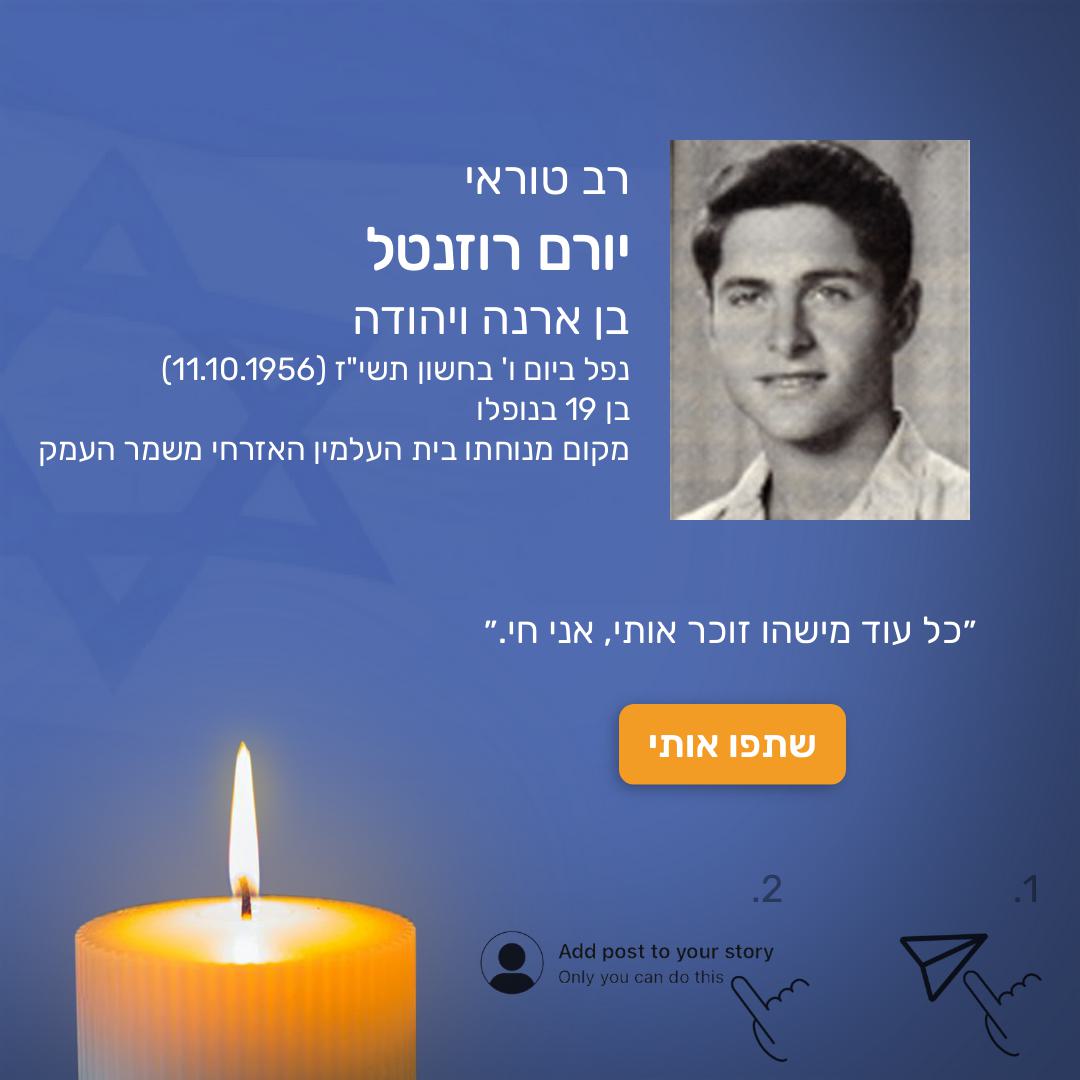 רב טוראי
יורם רוזנטל
בן ארנה ויהודה
נפל ביום ו' בחשון תשי"ז (11.10.1956)
בן 19 בנופלו
מקום מנוחתו בית העלמין האזרחי משמר העמק
״כל עוד מישהו זוכר אותי, אני חי.״
שתפו אותי
.1
.2
Add post to your story
Only you can do this